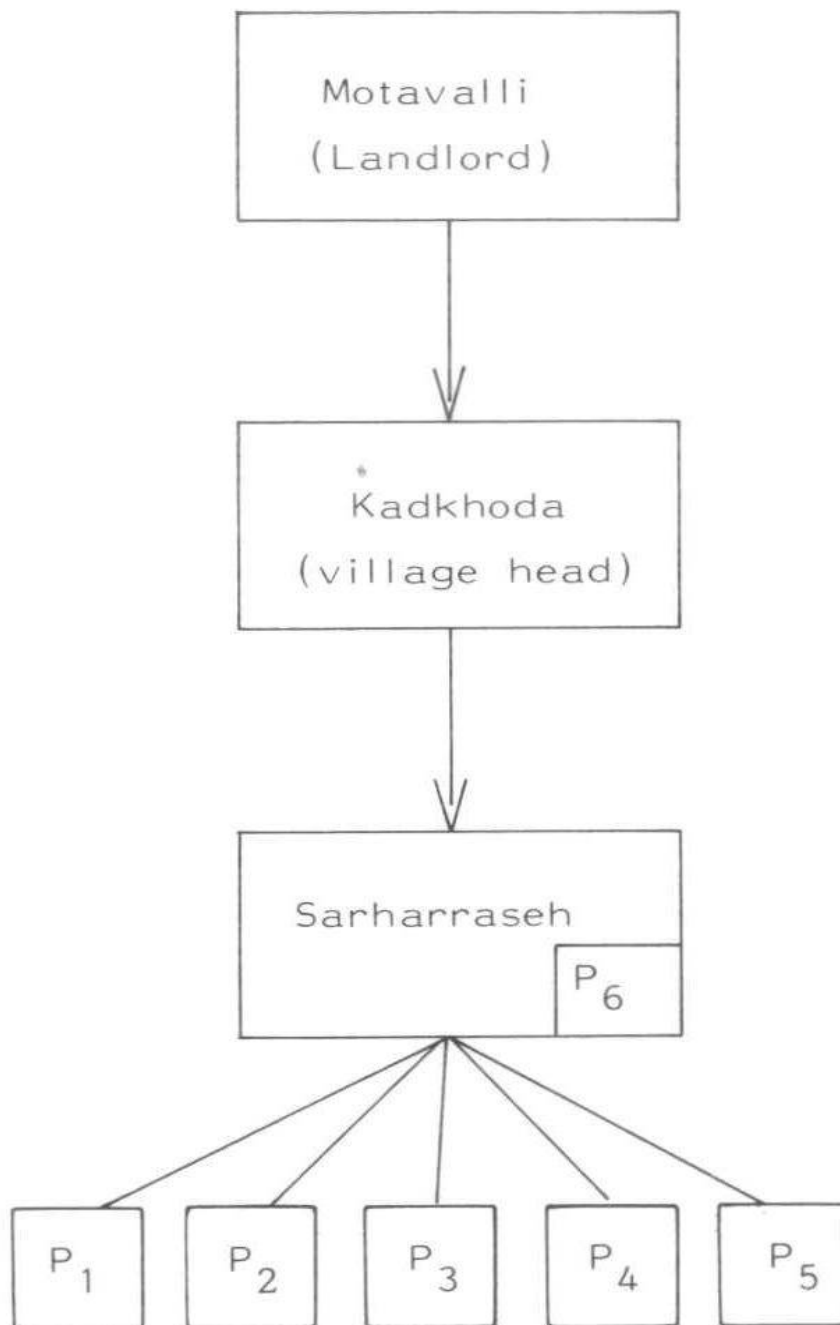 Motavalli
(Landlord)
Kadkhoda
(village head)
Sarharraseh
P6
P1 P2 P3 P4 P5